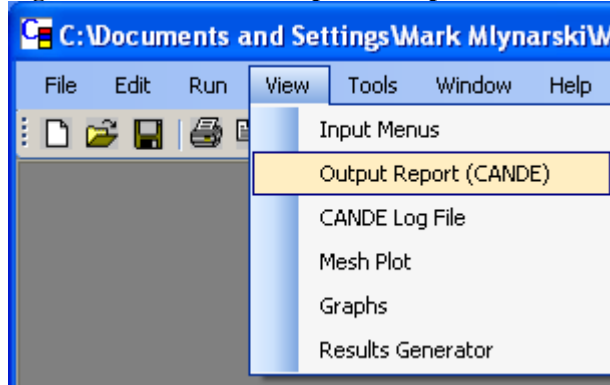 C:\Documents and Settings\Mark Mlynarski\
File Edit Run View Tools Window Help
Input Menus
Output Report (CANDE)
CANDE Log File
Mesh Plot
Graphs
Results Generator